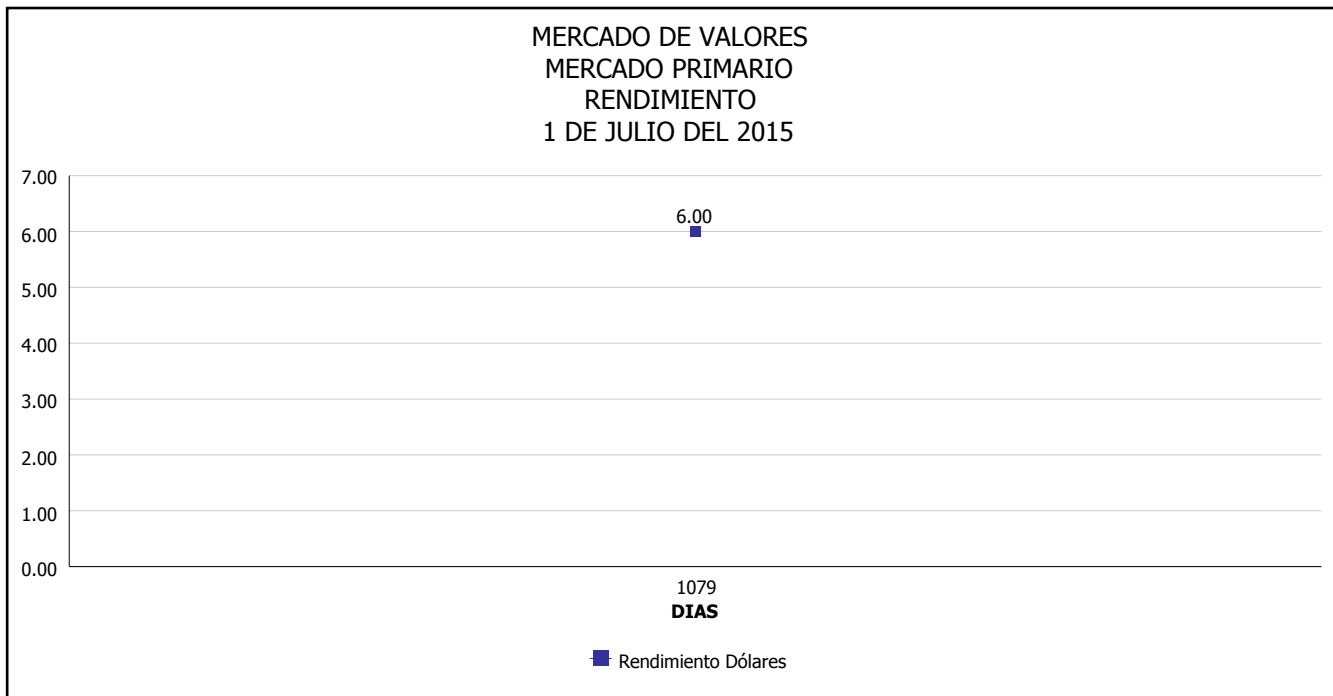 MERCADO DE VALORES
MERCADO PRIMARIO
RENDIMIENTO
1 DE JULIO DEL 2015
7.00
6.00
6.00
5.00
4.00
3.00
2.00
1.00
0.00
1079
DIAS
Rendimiento Dólares